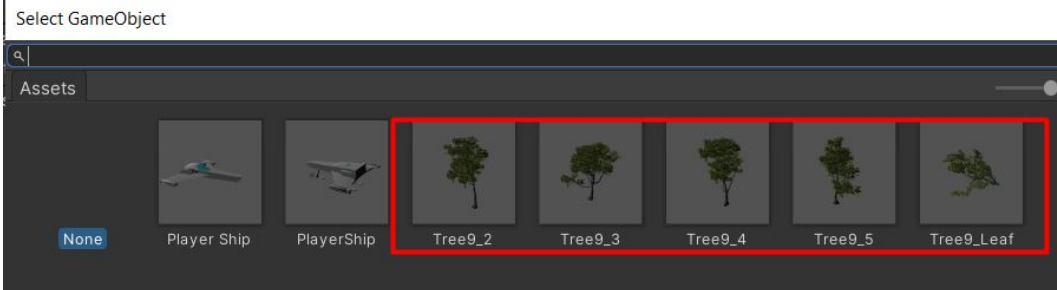 Select GameObject
Assets
None Player Ship PlayerShip Tree9_2 Tree9_3 Tree9_4 Tree9_5 Tree9_Leaf